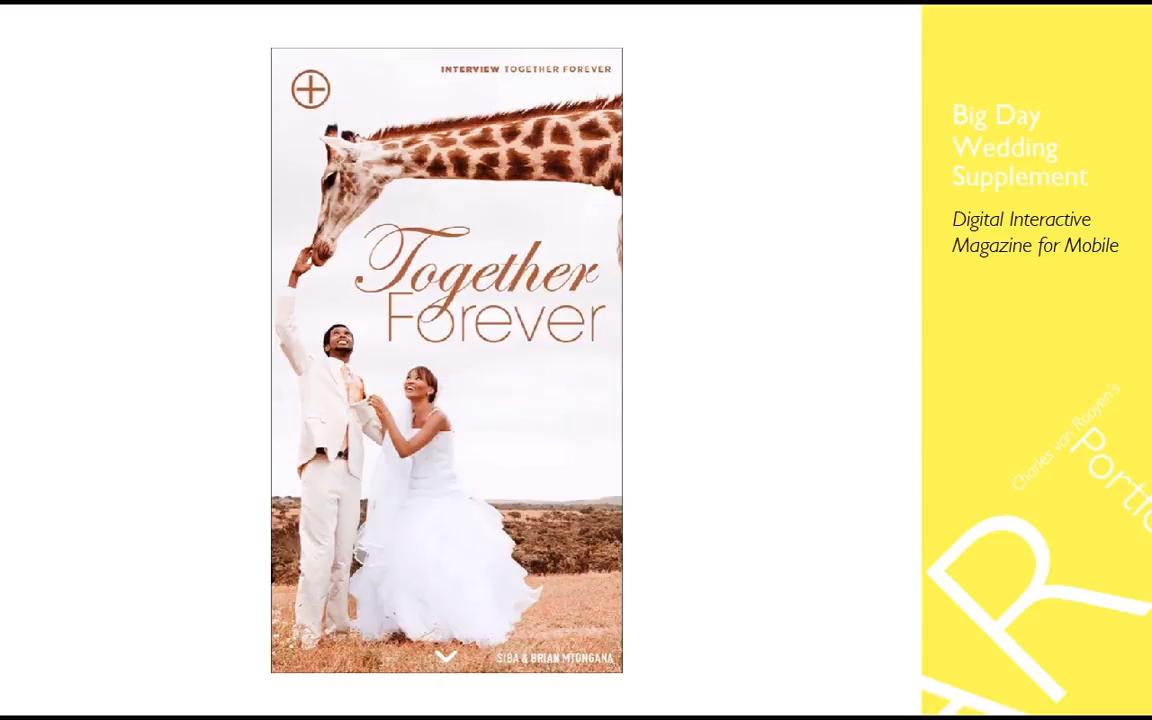 INTERVIEW TOGETHER FOREVER
Together
Forever
SIBA & BRIAN MTONGANA
Big Day
Wedding
Supplement
Digital Interactive
Magazine for Mobile
Charles van Rooyen's